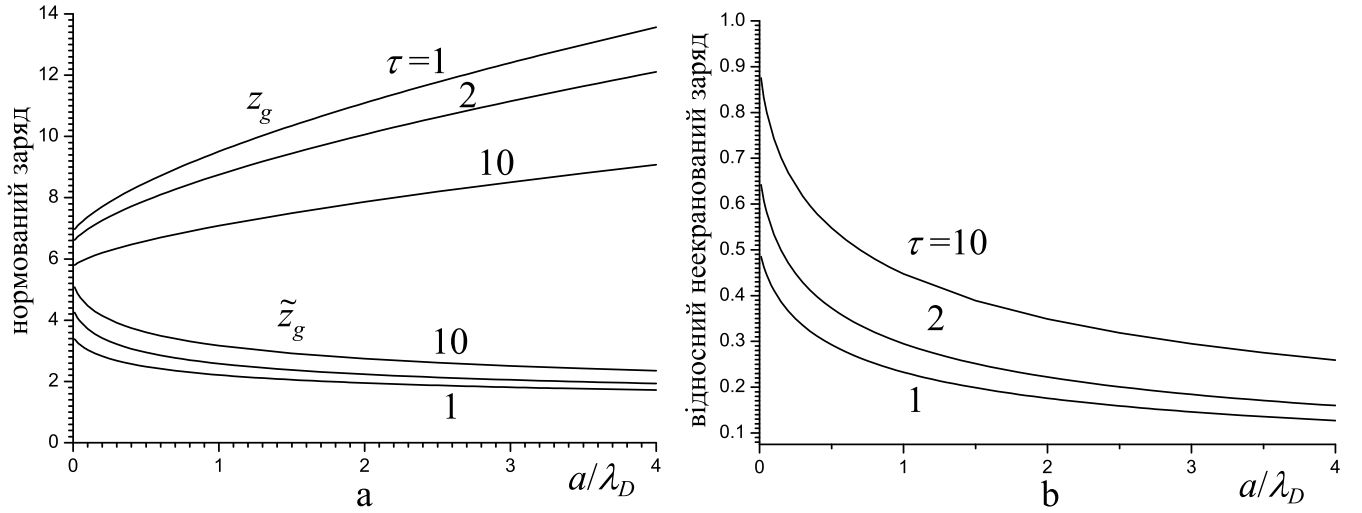 нормований заряд
14
12
10
8
6
4
2
0
τ=1
2
z_g
10
z̃_g
10
1
0 1 2 3 4
a/λ_D
a
відносний неекранований заряд
1.0
0.9
0.8
0.7
0.6
0.5
0.4
0.3
0.2
0.1
τ=10
2
1
0 1 2 3 4
a/λ_D
b